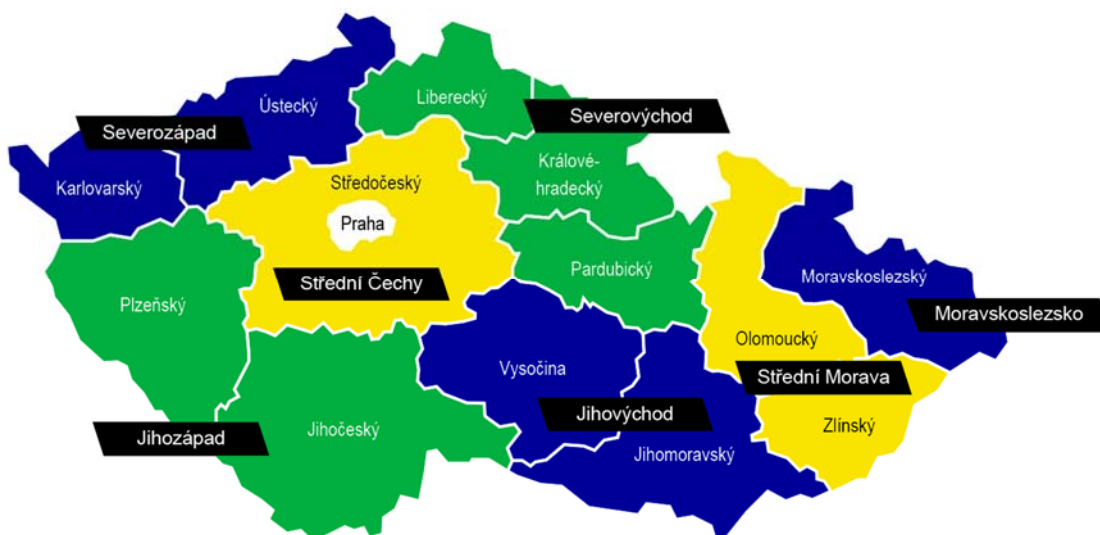 Ústecký
Liberecký
Severovýchod
Severozápad
Karlovarský
Středočeský
Králové-
hradecký
Praha
Plzeňský
Střední Čechy
Pardubický
Moravskoslezský
Moravskoslezsko
Olomoucký
Vysočina
Střední Morava
Jihozápad
Jihočeský
Jihovýchod
Jihomoravský
Zlínský